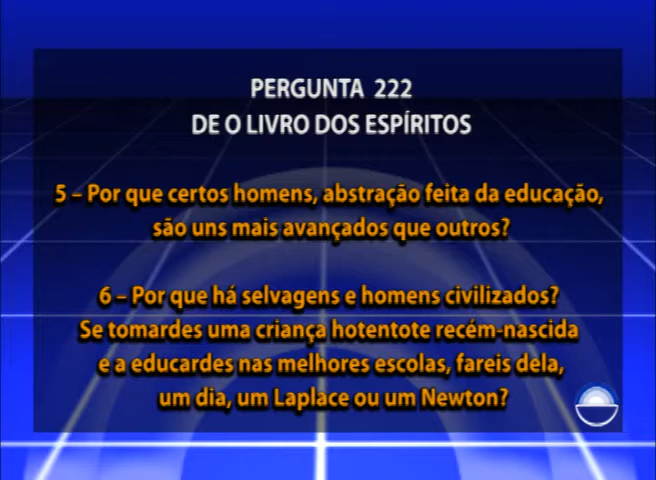 PERGUNTA 222
DE O LIVRO DOS ESPÍRITOS
5 – Por que certos homens, abstração feita da educação,
são uns mais avançados que outros?
6 – Por que há selvagens e homens civilizados?
Se tomardes uma criança hotentote recém-nascida
e a educardes nas melhores escolas, fareis dela,
um dia, um Laplace ou um Newton?